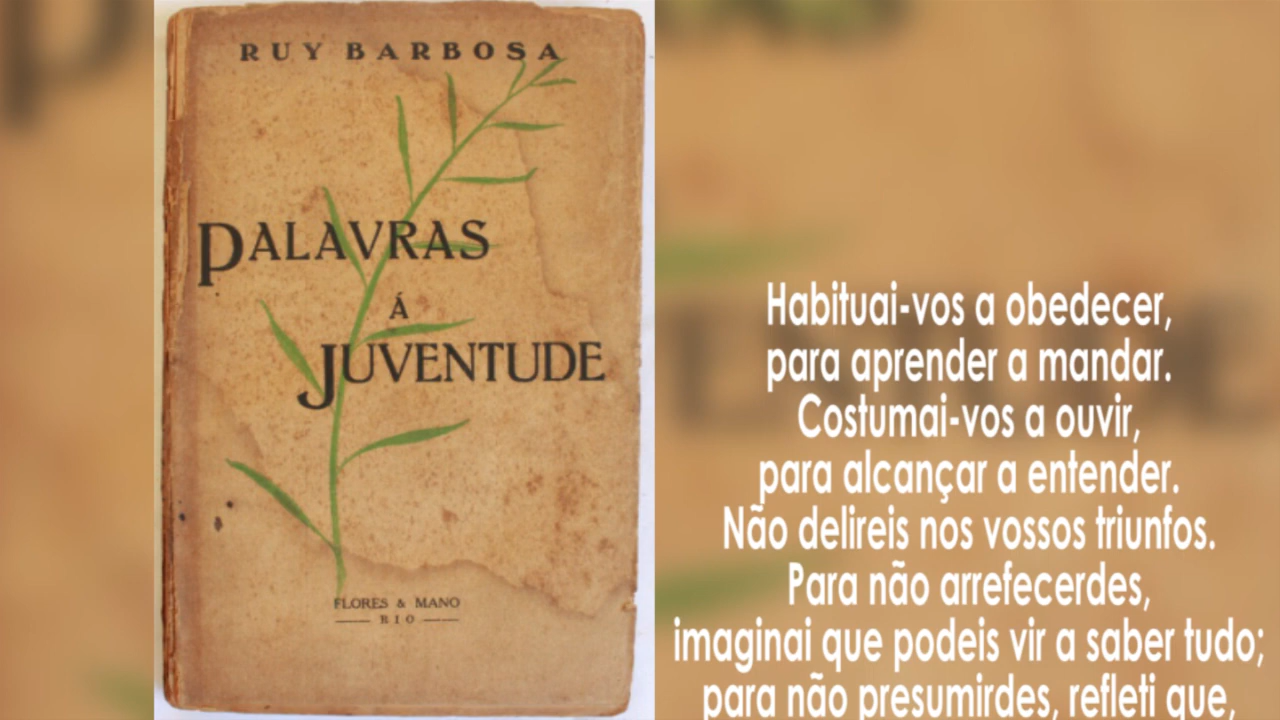 RUY BARBOSA
PALAVRAS
Á
JUVENTUDE
FLORES & MANO
RIO
Habituai-vos a obedecer,
para aprender a mandar.
Costumai-vos a ouvir,
para alcançar a entender.
Não delireis nos vossos triunfos.
Para não arrefecerdes,
imaginai que podeis vir a saber tudo;
para não presumirdes, refleti que,